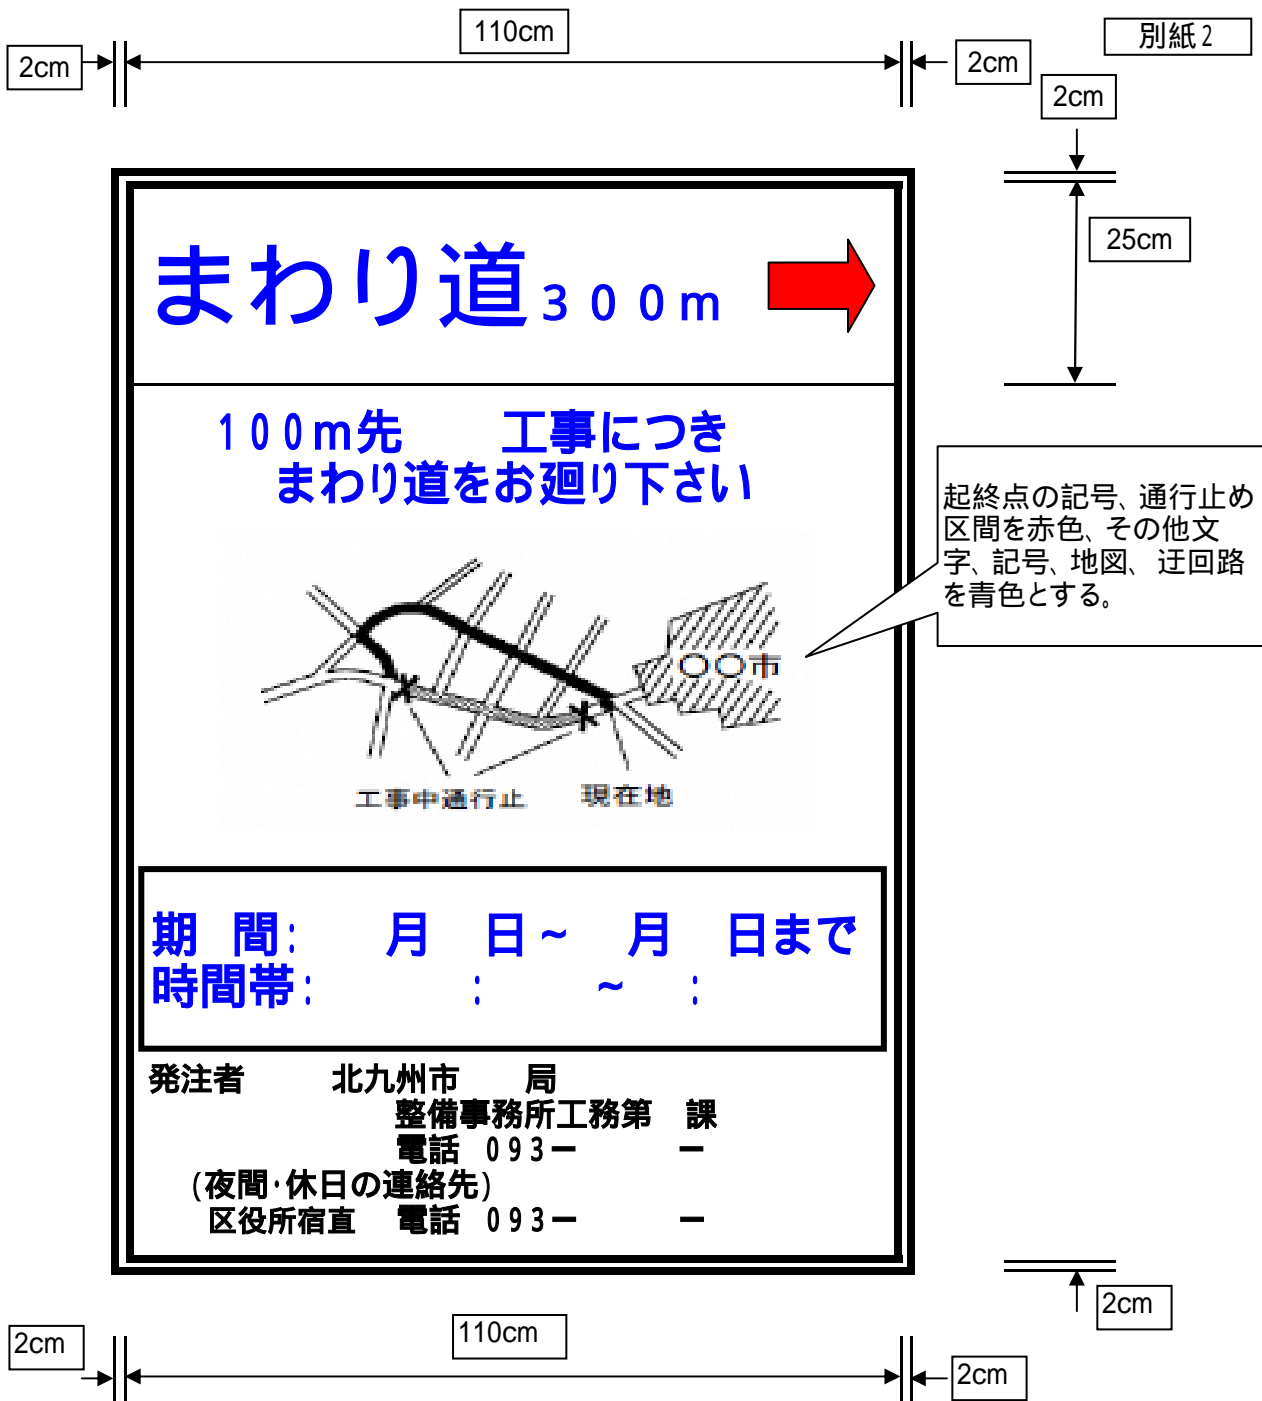 110cm
別紙2
2cm
2cm
2cm
25cm
まわり道300m
100m先 工事につき
まわり道をお廻り下さい
起終点の記号、通行止め
区間を赤色、その他文
字、記号、地図、迂回路
を青色とする。
〇〇市
工事中通行止 現在地
期 間: 月 日~ 月 日まで
時間帯: : ~ :
発注者 北九州市 局
整備事務所工務第 課
電話 093ー ー
(夜間・休日の連絡先)
区役所宿直 電話 093ー ー
2cm
2cm
110cm
2cm